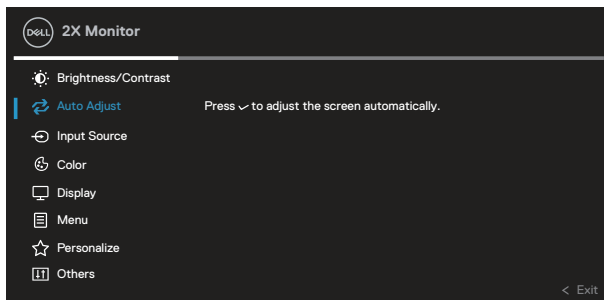 DELL 2X Monitor
Brightness/Contrast
Auto Adjust Press ✓ to adjust the screen automatically.
Input Source
Color
Display
Menu
Personalize
Others
< Exit